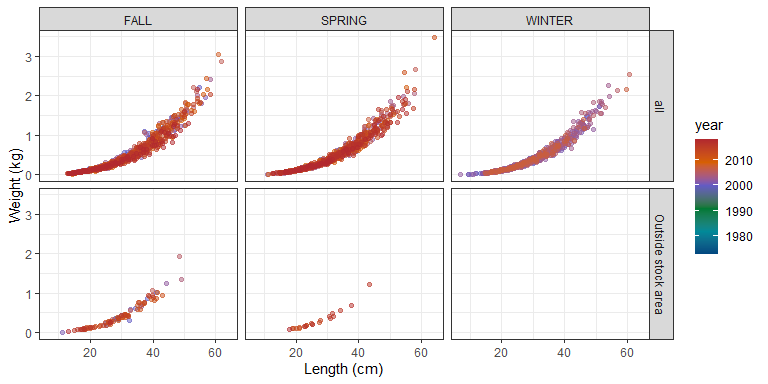 FALL SPRING WINTER
3
2
1
0
all
3
2
1
0
Outside stock area
20 40 60 20 40 60 20 40 60
Length (cm)
Weight (kg)
year
2010
2000
1990
1980